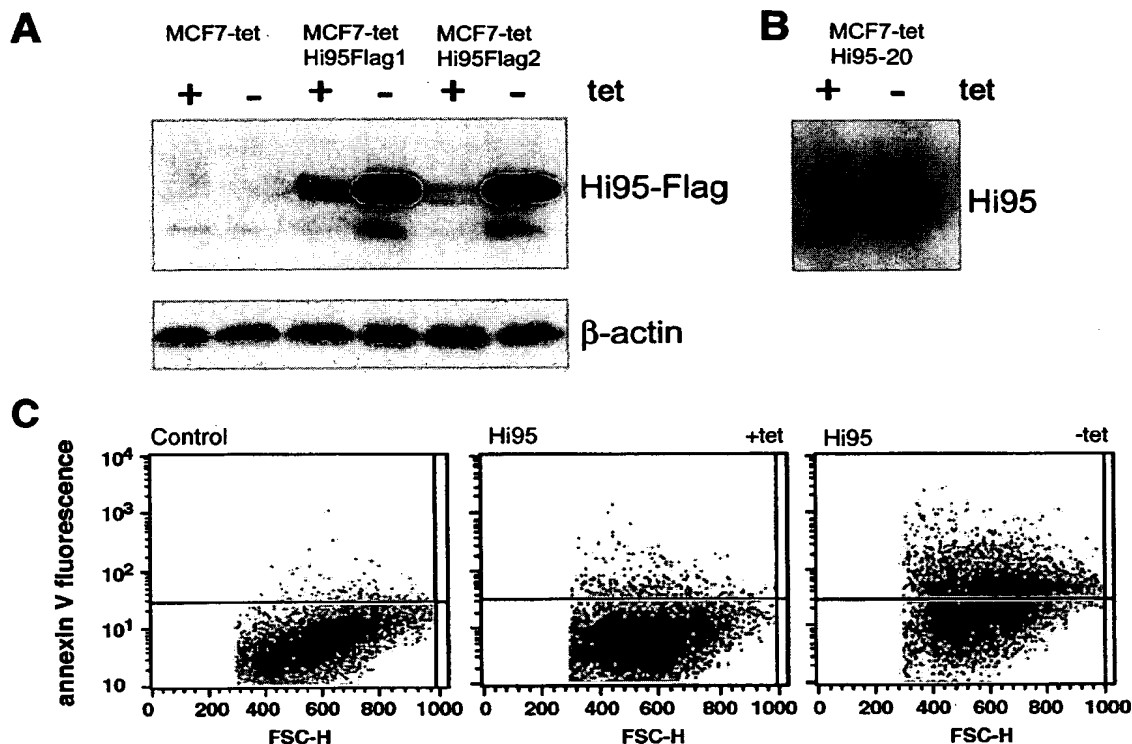 A
MCF7-tet
MCF7-tet
Hi95Flag1
MCF7-tet
Hi95Flag2
+ - + - + - tet
Hi95-Flag
β-actin
B
MCF7-tet
Hi95-20
+ - tet
Hi95
C
annexin V fluorescence
Control
10⁴
10³
10²
10¹
10
0 200 400 600 800 1000
FSC-H
Hi95 +tet
0 200 400 600 800 1000
FSC-H
Hi95 -tet
0 200 400 600 800 1000
FSC-H